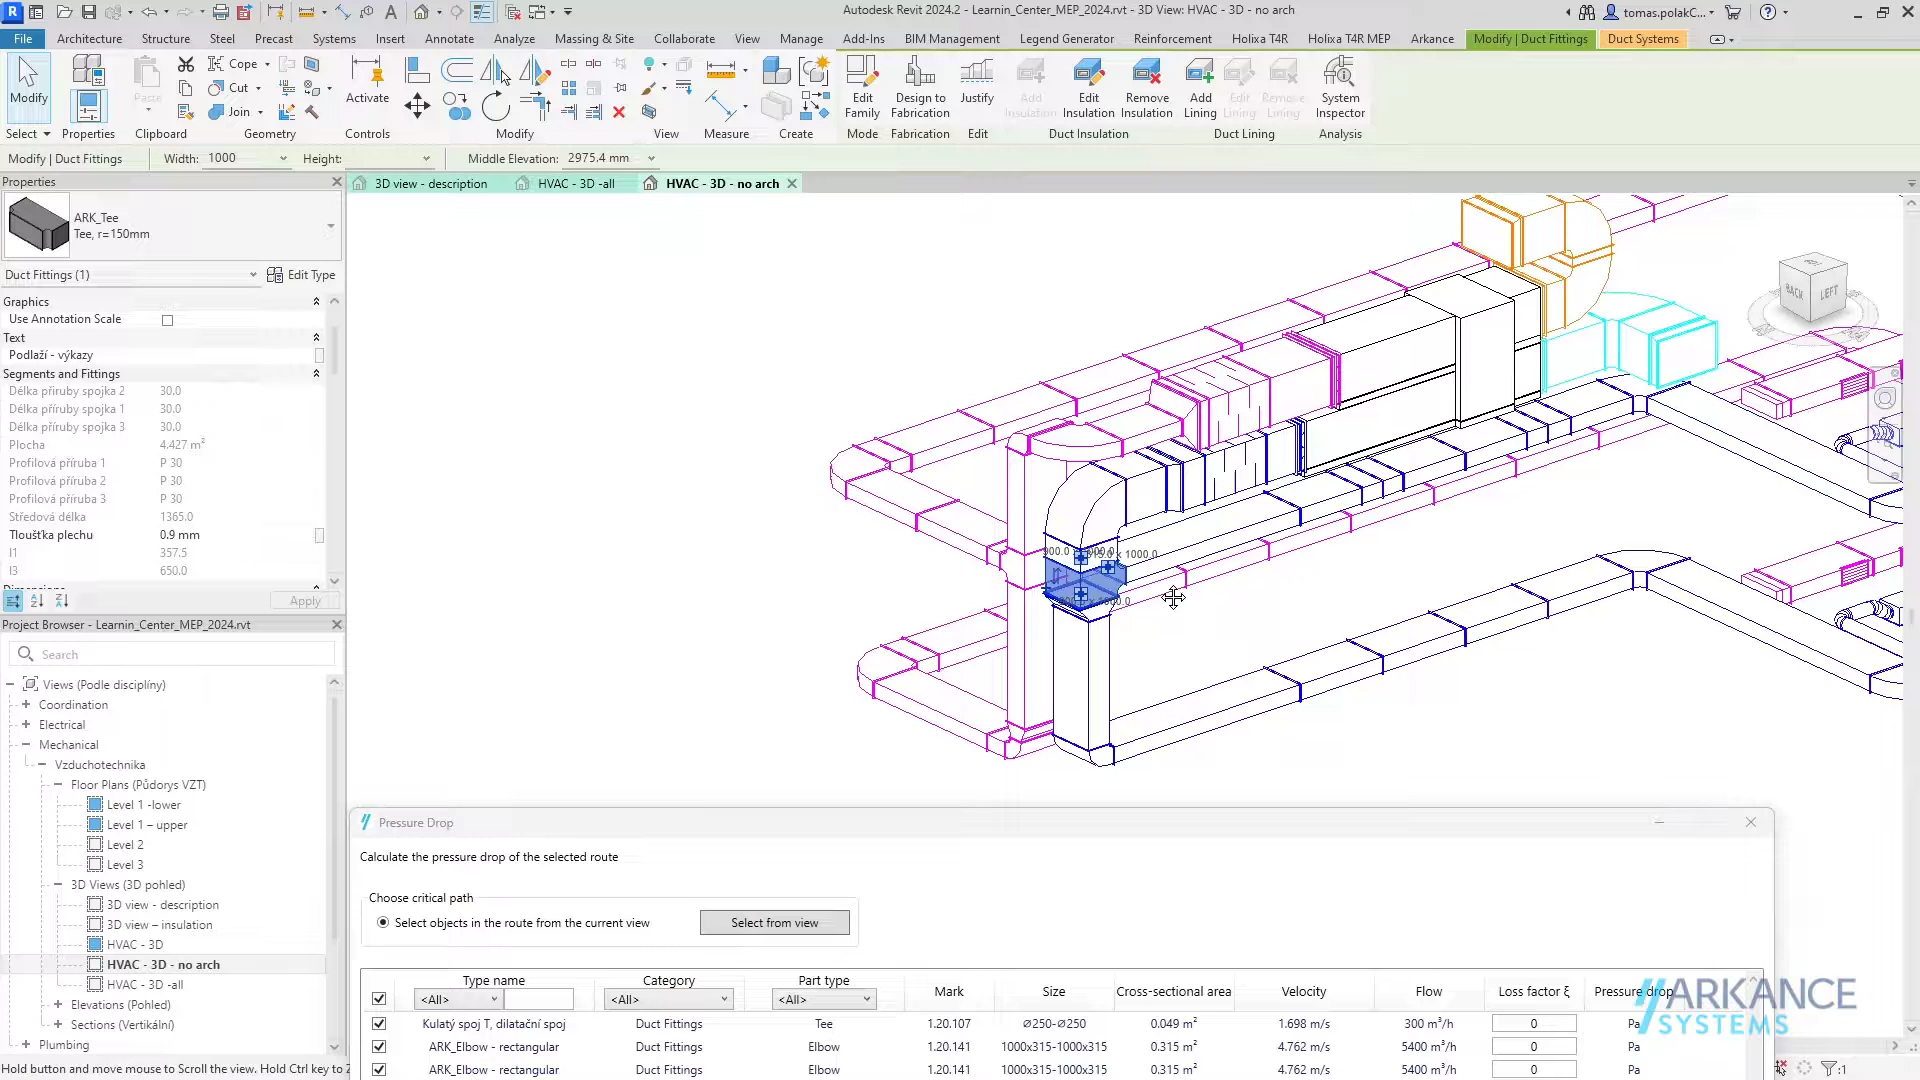 Autodesk Revit 2024.2 - Learnin_Center_MEP_2024.rvt - 3D View: HVAC - 3D - no arch
tomas.polakC...
File Architecture Structure Steel Precast Systems Insert Annotate Analyze Massing & Site Collaborate View Manage Add-Ins BIM Management Legend Generator Reinforcement Holixa T4R Holixa T4R MEP Arkance Modify | Duct Fittings Duct Systems
Modify
Paste
Cope
Cut
Join
Activate
Edit Family
Design to Fabrication
Justify
Add Insulation
Edit Insulation
Remove Insulation
Add Lining
Edit Lining
Remove Lining
System Inspector
Select Properties Clipboard Geometry Controls Modify View Measure Create Mode Fabrication Edit Duct Insulation Duct Lining Analysis
Modify | Duct Fittings Width: 1000 Height: Middle Elevation: 2975.4 mm
Properties
3D view - description HVAC - 3D -all HVAC - 3D - no arch
ARK_Tee
Tee, r=150mm
Duct Fittings (1) Edit Type
Graphics
Use Annotation Scale
Text
Podlaží - výkazy
Segments and Fittings
Délka příruby spojka 2 30.0
Délka příruby spojka 1 30.0
Délka příruby spojka 3 30.0
Plocha 4.427 m²
Profilová příruba 1 P 30
Profilová příruba 2 P 30
Profilová příruba 3 P 30
Středová délka 1365.0
Tloušťka plechu 0.9 mm
l1 357.5
l3 650.0
Apply
BACK LEFT
Project Browser - Learnin_Center_MEP_2024.rvt
Search
Views (Podle disciplíny)
Coordination
Electrical
Mechanical
Vzduchotechnika
Floor Plans (Půdorys VZT)
Level 1 -lower
Level 1 – upper
Level 2
Level 3
3D Views (3D pohled)
3D view - description
3D view – insulation
HVAC - 3D
HVAC - 3D - no arch
HVAC - 3D -all
Elevations (Pohled)
Sections (Vertikální)
Plumbing
Hold button and move mouse to Scroll the view. Hold Ctrl key to
Pressure Drop
Calculate the pressure drop of the selected route
Choose critical path
Select objects in the route from the current view Select from view
Type name Category Part type Mark Size Cross-sectional area Velocity Flow Loss factor ξ Pressure drop
<All> <All> <All>
Kulatý spoj T, dilatační spoj Duct Fittings Tee 1.20.107 ⌀250-⌀250 0.049 m² 1.698 m/s 300 m³/h 0 Pa
ARK_Elbow - rectangular Duct Fittings Elbow 1.20.141 1000x315-1000x315 0.315 m² 4.762 m/s 5400 m³/h 0 Pa
ARK_Elbow - rectangular Duct Fittings Elbow 1.20.141 1000x315-1000x315 0.315 m² 4.762 m/s 5400 m³/h 0 Pa
ARKANCE
SYSTEMS
:1